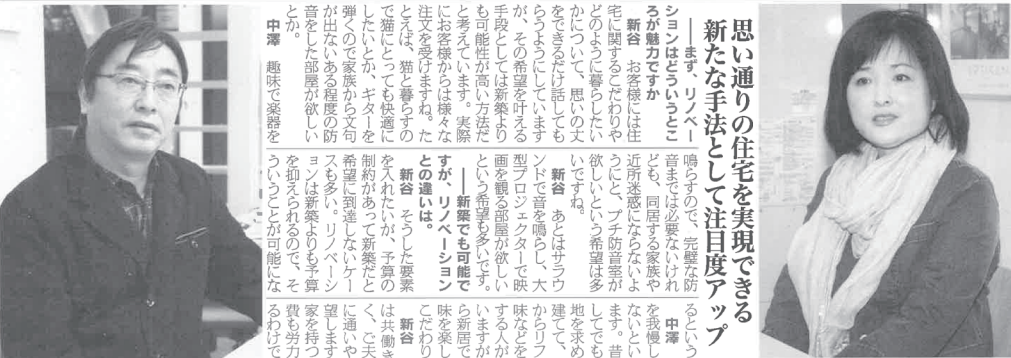 思い通りの住宅を実現できる
新たな手法として注目度アップ
――まず、リノベー
ションはどういうとこ
ろが魅力ですか
新谷　お客様には住
宅に関するこだわりや
どのように暮らしたい
かについて、思いの丈
をできるだけ話しても
らうようにしています
が、その希望を叶える
手段としては新築より
も可能性が高い方法だ
と考えています。実際
にお客様からは様々な
注文を受けますね。た
とえば、猫と暮らすの
で猫にとっても快適に
したいとか、ギターを
弾くので家族から文句
が出ないある程度の防
音をした部屋が欲しい
とか。
中澤　趣味で楽器を
鳴らすので、完璧な防
音までは必要ないけれ
ども、同居する家族や
近所迷惑にならないよ
うにと、プチ防音室が
欲しいという希望は多
いですね。
新谷　あとはサラウ
ンドで音を鳴らし、大
型プロジェクターで映
画を観る部屋が欲しい
という希望も多いです。
――新築でも可能で
すが、リノベーション
との違いは。
新谷　そうした要素
を入れたいが、予算の
制約があって新築だと
希望に到達しないケー
スも多い。リノベーシ
ョンは新築よりも予算
を抑えられるので、そ
ういうことが可能にな
るという
中澤
を我慢し
ないとい
ます。昔
してでも
地を求め
建てて、
からリフ
味などを
する人が
いますが
ら新居で
味を楽し
こだわり
新谷
は共働き
く、ご夫
に通いや
望します
家を持つ
費も労力
るわけで